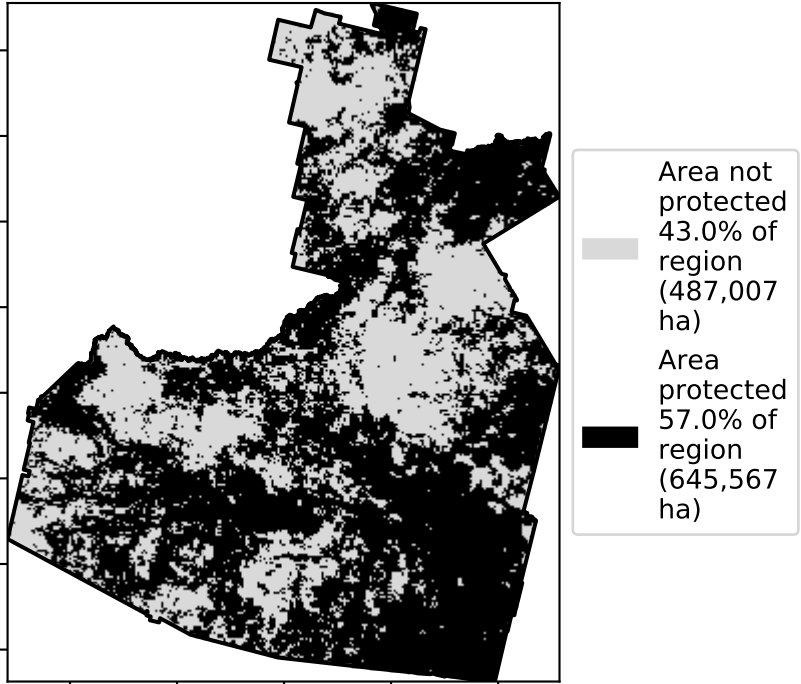 Area not
protected
43.0% of
region
(487,007
ha)
Area
protected
57.0% of
region
(645,567
ha)